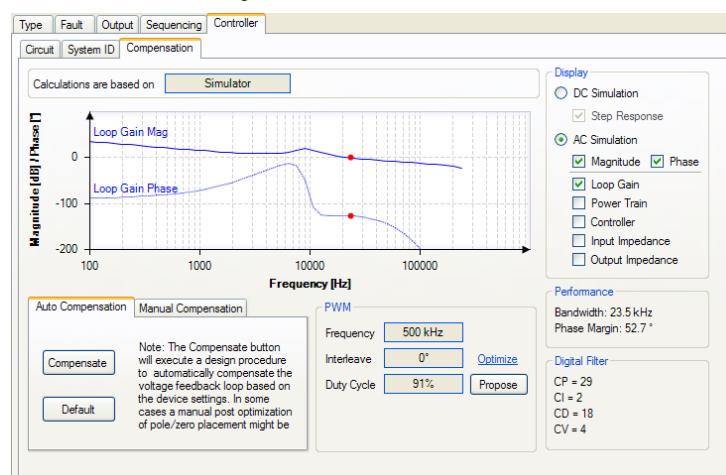 Type Fault Output Sequencing Controller
Circuit System ID Compensation
Calculations are based on Simulator
Magnitude [dB] / Phase [°]
Loop Gain Mag
Loop Gain Phase
0
-100
-200
100 1000 10000 100000
Frequency [Hz]
Display
DC Simulation
Step Response
AC Simulation
Magnitude Phase
Loop Gain
Power Train
Controller
Input Impedance
Output Impedance
Auto Compensation Manual Compensation
Compensate
Default
Note: The Compensate button
will execute a design procedure
to automatically compensate the
voltage feedback loop based on
the device settings. In some
cases a manual post optimization
of pole/zero placement might be
PWM
Frequency 500 kHz
Interleave 0° Optimize
Duty Cycle 91% Propose
Performance
Bandwidth: 23.5 kHz
Phase Margin: 52.7 °
Digital Filter
CP = 29
CI = 2
CD = 18
CV = 4